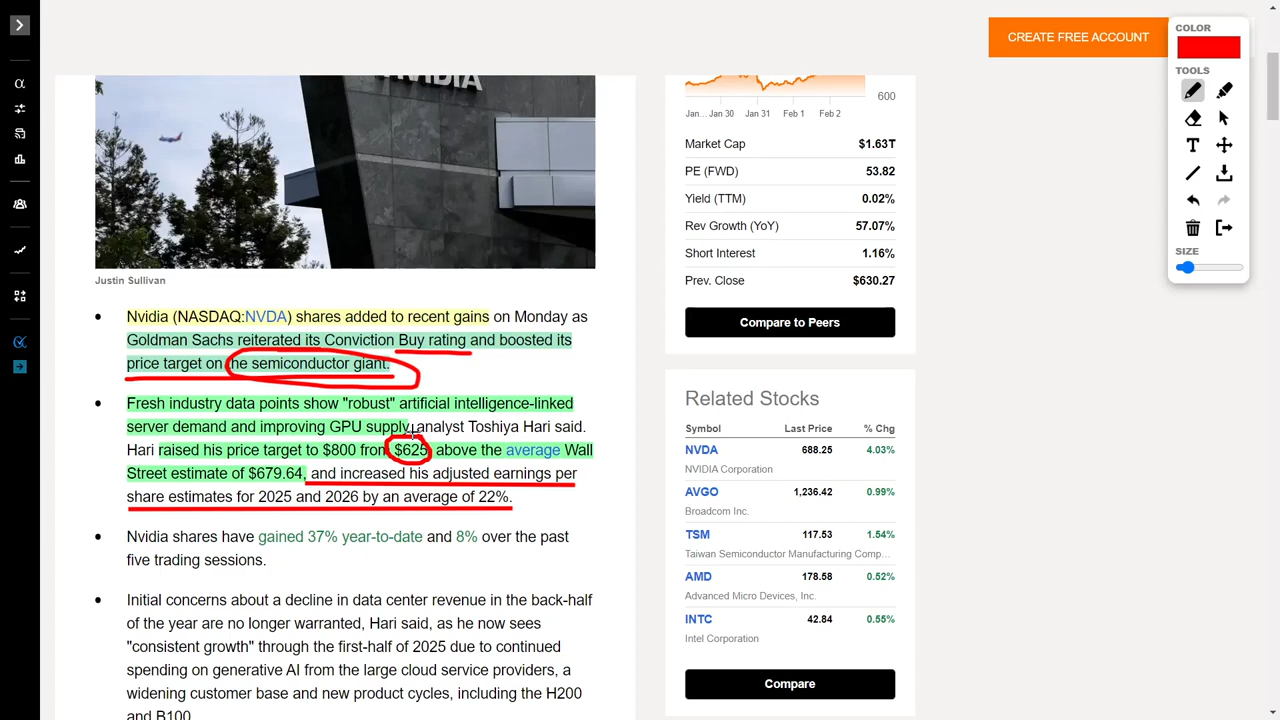 CREATE FREE ACCOUNT
COLOR
TOOLS
T
SIZE
NVIDIA
Justin Sullivan
• Nvidia (NASDAQ:NVDA) shares added to recent gains on Monday as
Goldman Sachs reiterated its Conviction Buy rating and boosted its
price target on the semiconductor giant.
• Fresh industry data points show "robust" artificial intelligence-linked
server demand and improving GPU supply, analyst Toshiya Hari said.
Hari raised his price target to $800 from $625, above the average Wall
Street estimate of $679.64, and increased his adjusted earnings per
share estimates for 2025 and 2026 by an average of 22%.
• Nvidia shares have gained 37% year-to-date and 8% over the past
five trading sessions.
• Initial concerns about a decline in data center revenue in the back-half
of the year are no longer warranted, Hari said, as he now sees
"consistent growth" through the first-half of 2025 due to continued
spending on generative AI from the large cloud service providers, a
widening customer base and new product cycles, including the H200
and B100
600
Jan... Jan 30 Jan 31 Feb 1 Feb 2
Market Cap $1.63T
PE (FWD) 53.82
Yield (TTM) 0.02%
Rev Growth (YoY) 57.07%
Short Interest 1.16%
Prev. Close $630.27
Compare to Peers
Related Stocks
Symbol Last Price % Chg
NVDA 688.25 4.03%
NVIDIA Corporation
AVGO 1,236.42 0.99%
Broadcom Inc.
TSM 117.53 1.54%
Taiwan Semiconductor Manufacturing Comp...
AMD 178.58 0.52%
Advanced Micro Devices, Inc.
INTC 42.84 0.55%
Intel Corporation
Compare